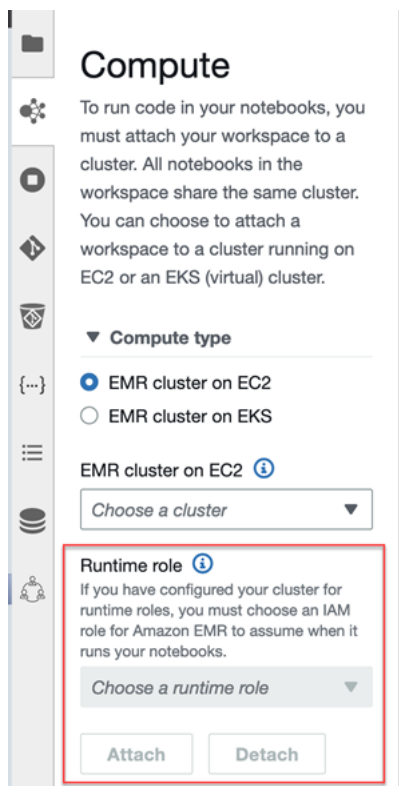 Compute
To run code in your notebooks, you
must attach your workspace to a
cluster. All notebooks in the
workspace share the same cluster.
You can choose to attach a
workspace to a cluster running on
EC2 or an EKS (virtual) cluster.
▼ Compute type
EMR cluster on EC2
EMR cluster on EKS
EMR cluster on EC2 i
Choose a cluster
Runtime role i
If you have configured your cluster for
runtime roles, you must choose an IAM
role for Amazon EMR to assume when it
runs your notebooks.
Choose a runtime role
Attach Detach